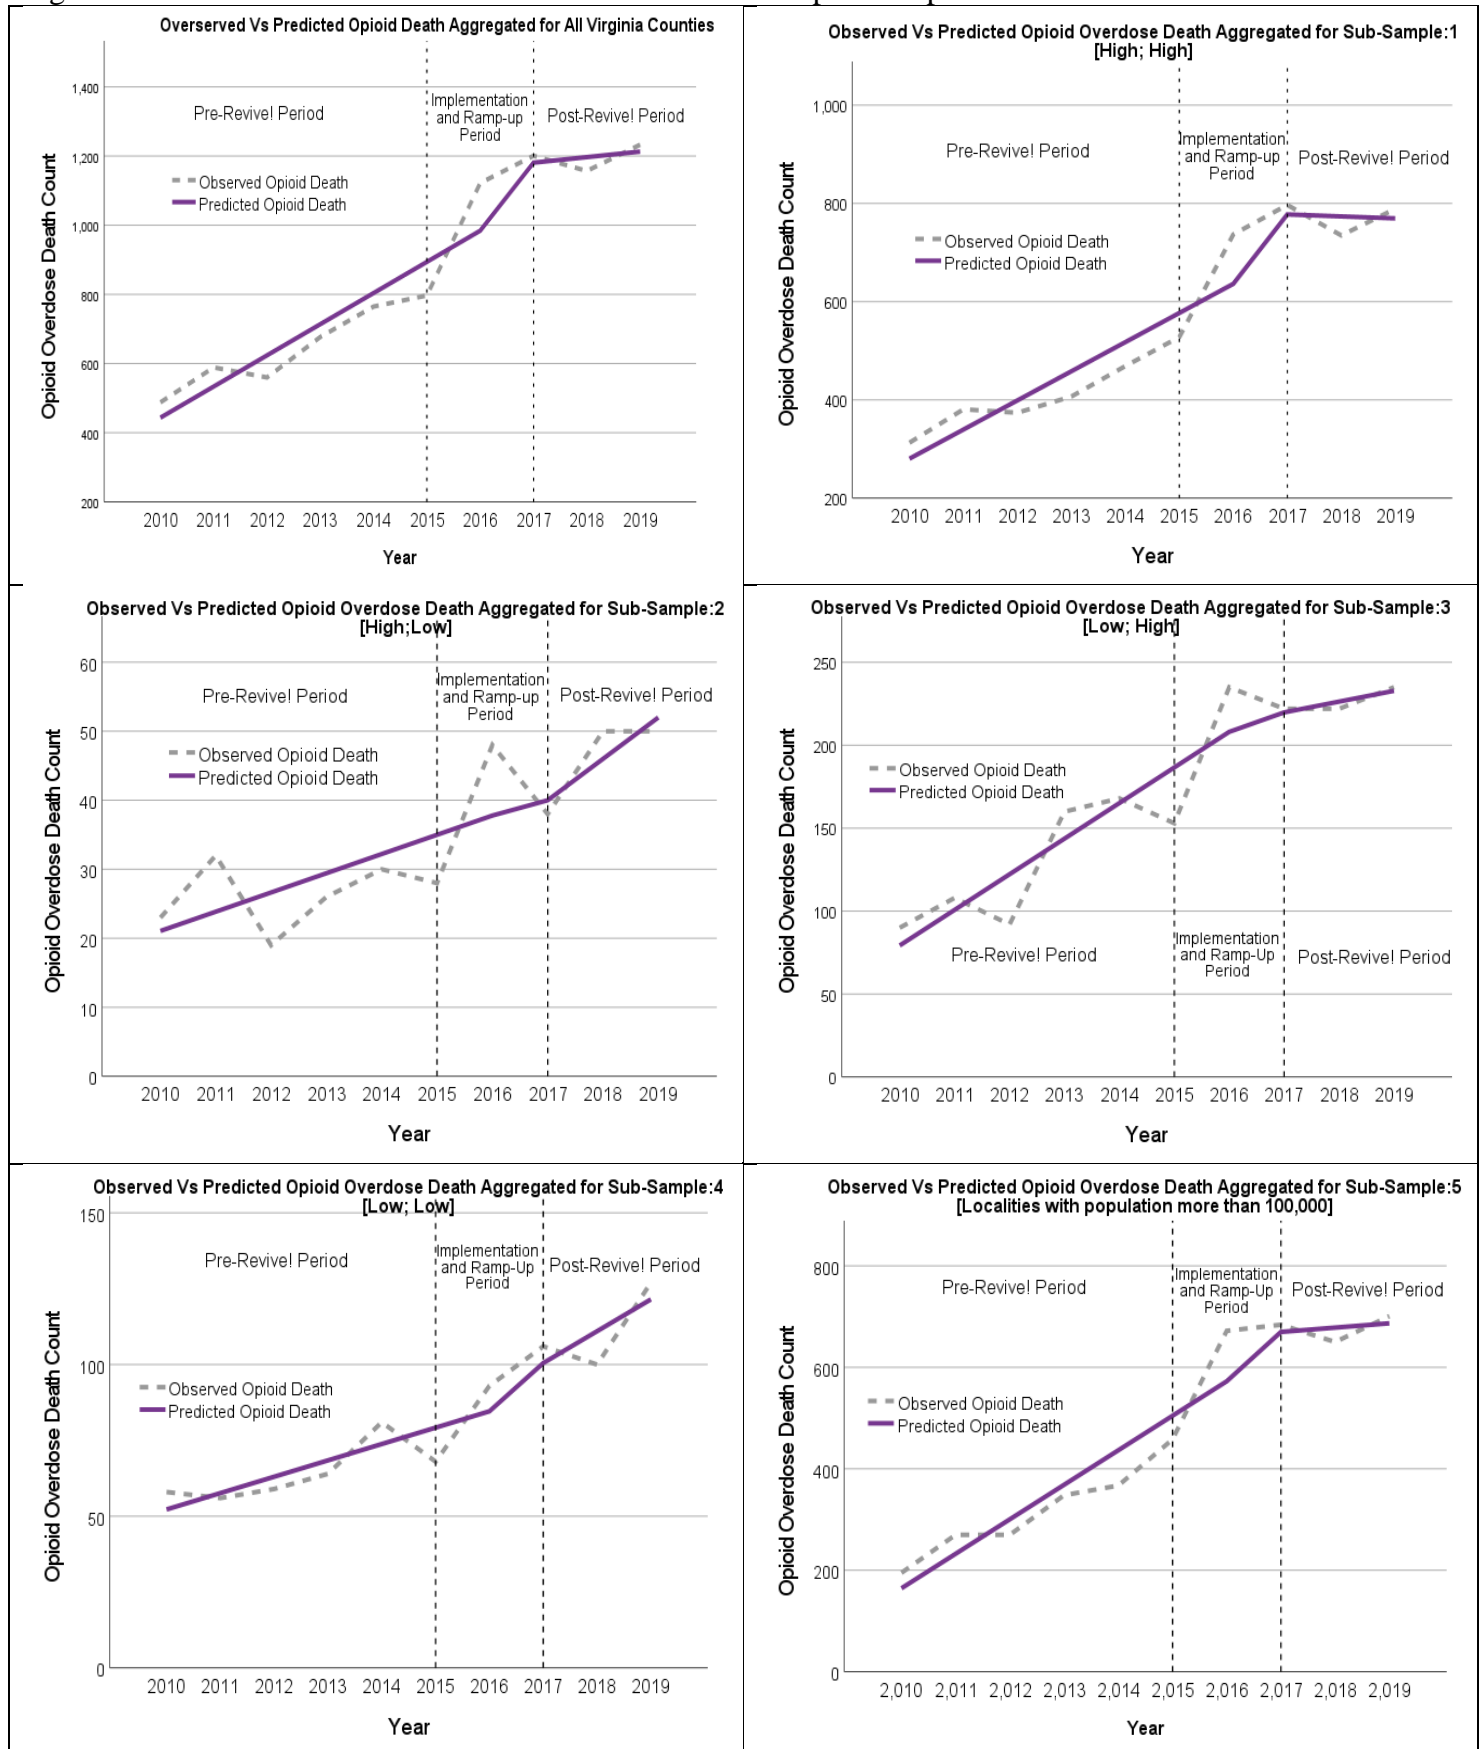 Overserved Vs Predicted Opioid Death Aggregated for All Virginia Counties
1,400
1,200
1,000
800
600
400
200
Opioid Overdose Death Count
Pre-Revive! Period
Implementation
and Ramp-up
Period
Post-Revive! Period
Observed Opioid Death
Predicted Opioid Death
2010 2011 2012 2013 2014 2015 2016 2017 2018 2019
Year
Observed Vs Predicted Opioid Overdose Death Aggregated for Sub-Sample:1
[High; High]
1,000
800
600
400
200
Opioid Overdose Death Count
Pre-Revive! Period
Implementation
and Ramp-up
Period
Post-Revive! Period
Observed Opioid Death
Predicted Opioid Death
2010 2011 2012 2013 2014 2015 2016 2017 2018 2019
Year
Observed Vs Predicted Opioid Overdose Death Aggregated for Sub-Sample:2
[High;Low]
60
50
40
30
20
10
0
Opioid Overdose Death Count
Pre-Revive! Period
Implementation
and Ramp-up
Period
Post-Revive! Period
Observed Opioid Death
Predicted Opioid Death
2010 2011 2012 2013 2014 2015 2016 2017 2018 2019
Year
Observed Vs Predicted Opioid Overdose Death Aggregated for Sub-Sample:3
[Low; High]
250
200
150
100
50
0
Opioid Overdose Death Count
Observed Opioid Death
Predicted Opioid Death
Pre-Revive! Period
Implementation
and Ramp-Up
Period
Post-Revive! Period
2010 2011 2012 2013 2014 2015 2016 2017 2018 2019
Year
Observed Vs Predicted Opioid Overdose Death Aggregated for Sub-Sample:4
[Low; Low]
150
100
50
0
Opioid Overdose Death Count
Pre-Revive! Period
Implementation
and Ramp-Up
Period
Post-Revive! Period
Observed Opioid Death
Predicted Opioid Death
2010 2011 2012 2013 2014 2015 2016 2017 2018 2019
Year
Observed Vs Predicted Opioid Overdose Death Aggregated for Sub-Sample:5
[Localities with population more than 100,000]
800
600
400
200
0
Opioid Overdose Death Count
Pre-Revive! Period
Implementation
and Ramp-Up
Period
Post-Revive! Period
Observed Opioid Death
Predicted Opioid Death
2,010 2,011 2,012 2,013 2,014 2,015 2,016 2,017 2,018 2,019
Year